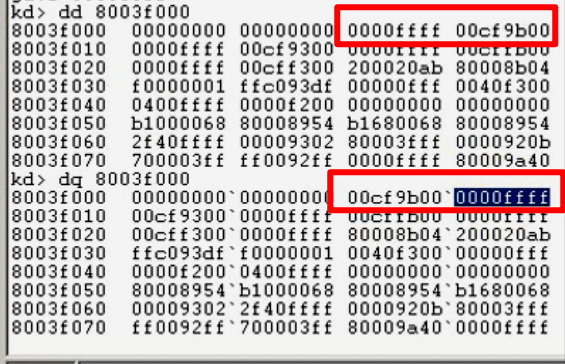 kd> dd 8003f000
8003f000  00000000 00000000 0000ffff 00cf9b00
8003f010  0000ffff 00cf9300 0000ffff 00cffb00
8003f020  0000ffff 00cff300 200020ab 80008b04
8003f030  f0000001 ffc093df 00000fff 0040f300
8003f040  0400ffff 0000f200 00000000 00000000
8003f050  b1000068 80008954 b1680068 80008954
8003f060  2f40ffff 00009302 80003fff 0000920b
8003f070  700003ff ff0092ff 0000ffff 80009a40
kd> dq 8003f000
8003f000  00000000`00000000 00cf9b00`0000ffff
8003f010  00cf9300`0000ffff 00cffb00`0000ffff
8003f020  00cff300`0000ffff 80008b04`200020ab
8003f030  ffc093df`f0000001 0040f300`00000fff
8003f040  0000f200`0400ffff 00000000`00000000
8003f050  80008954`b1000068 80008954`b1680068
8003f060  00009302`2f40ffff 0000920b`80003fff
8003f070  ff0092ff`700003ff 80009a40`0000ffff